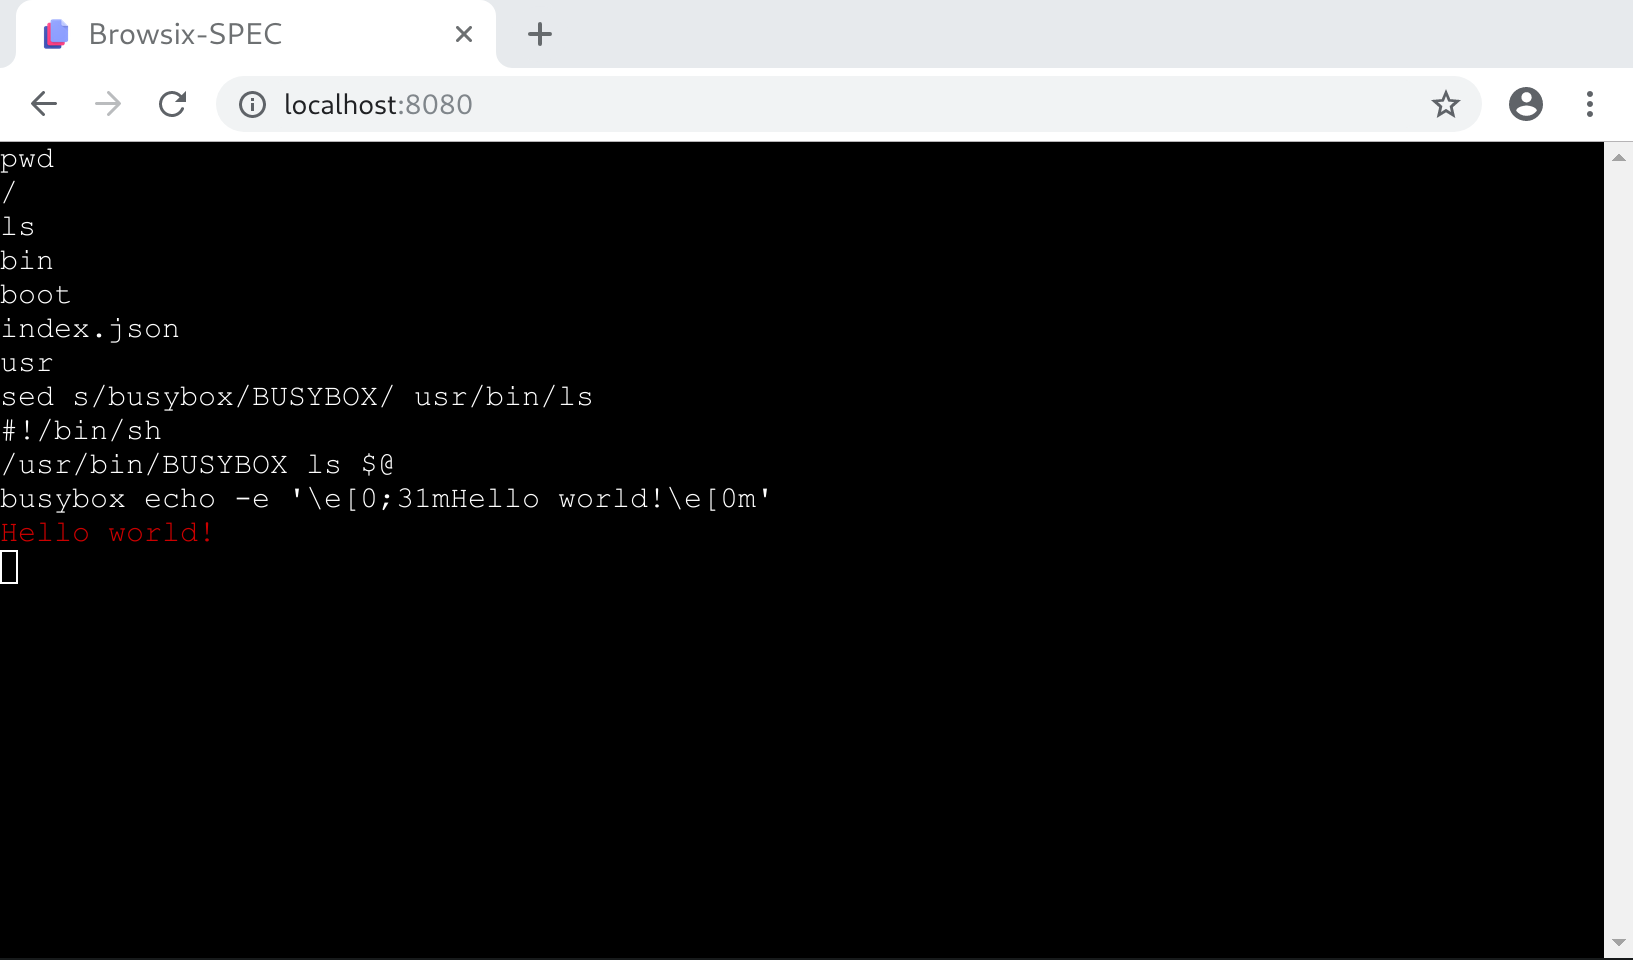 Browsix-SPEC
localhost:8080
pwd
/
ls
bin
boot
index.json
usr
sed s/busybox/BUSYBOX/ usr/bin/ls
#!/bin/sh
/usr/bin/BUSYBOX ls $@
busybox echo -e '\e[0;31mHello world!\e[0m'
Hello world!